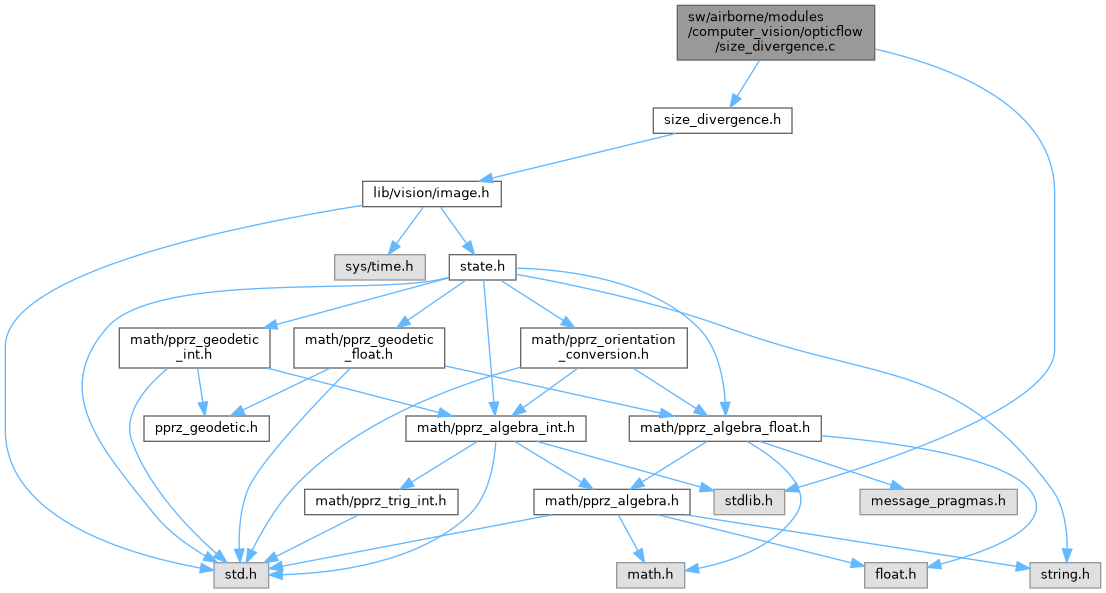 sw/airborne/modules
/computer_vision/opticflow
/size_divergence.c
size_divergence.h
lib/vision/image.h
sys/time.h
state.h
math/pprz_geodetic
_int.h
math/pprz_geodetic
_float.h
math/pprz_orientation
_conversion.h
pprz_geodetic.h
math/pprz_algebra_int.h
math/pprz_algebra_float.h
math/pprz_trig_int.h
math/pprz_algebra.h
stdlib.h
message_pragmas.h
std.h
math.h
float.h
string.h